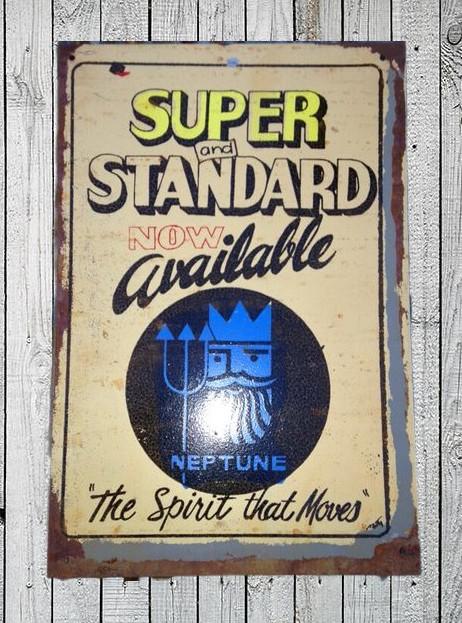 SUPER
and
STANDARD
NOW
available
NEPTUNE
"The Spirit that Moves"